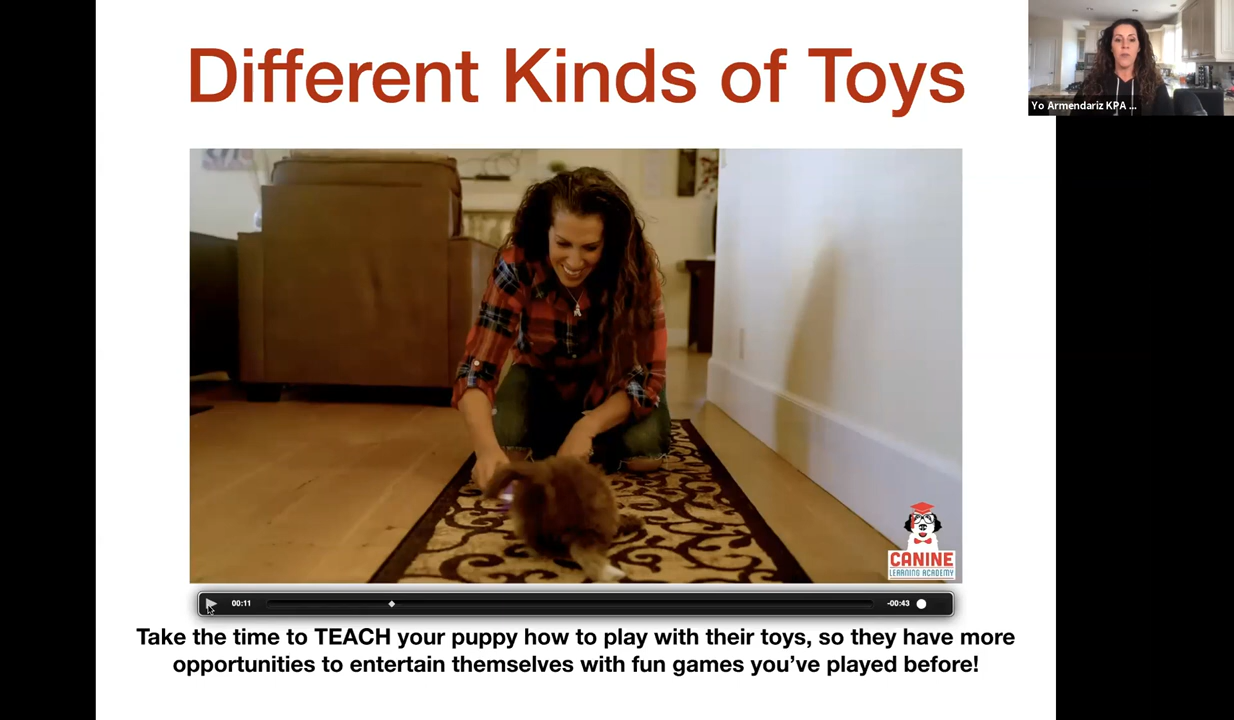 Different Kinds of Toys
Yo Armendariz KPA ...
CANINE
LEARNING ACADEMY
00:11
-00:43
Take the time to TEACH your puppy how to play with their toys, so they have more
opportunities to entertain themselves with fun games you’ve played before!